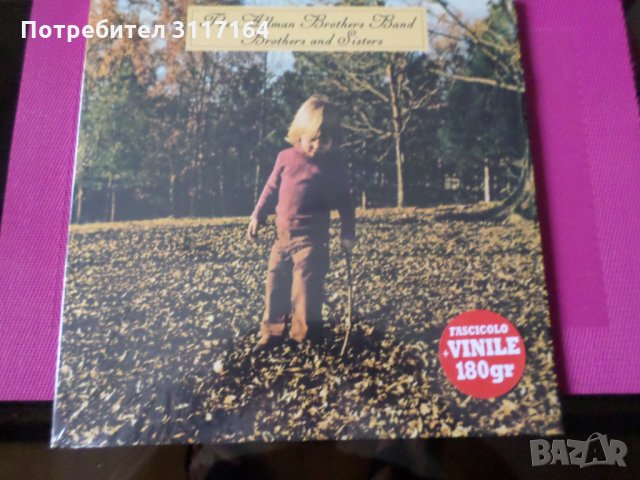 Потребител 3117164
The Allman Brothers Band
Brothers and Sisters
FASCICOLO
+VINILE
180gr
BAZAR